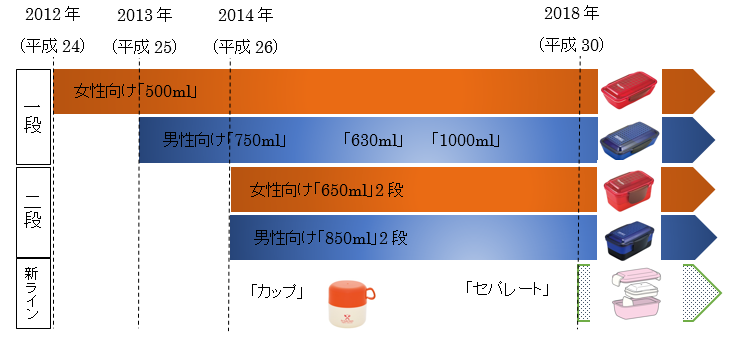 2012年 2013年 2014年 2018年
(平成24) (平成25) (平成26) (平成30)
一段
女性向け「500ml」
男性向け「750ml」 「630ml」 「1000ml」
二段
女性向け「650ml」2段
男性向け「850ml」2段
新ライン
「カップ」 「セバレート」